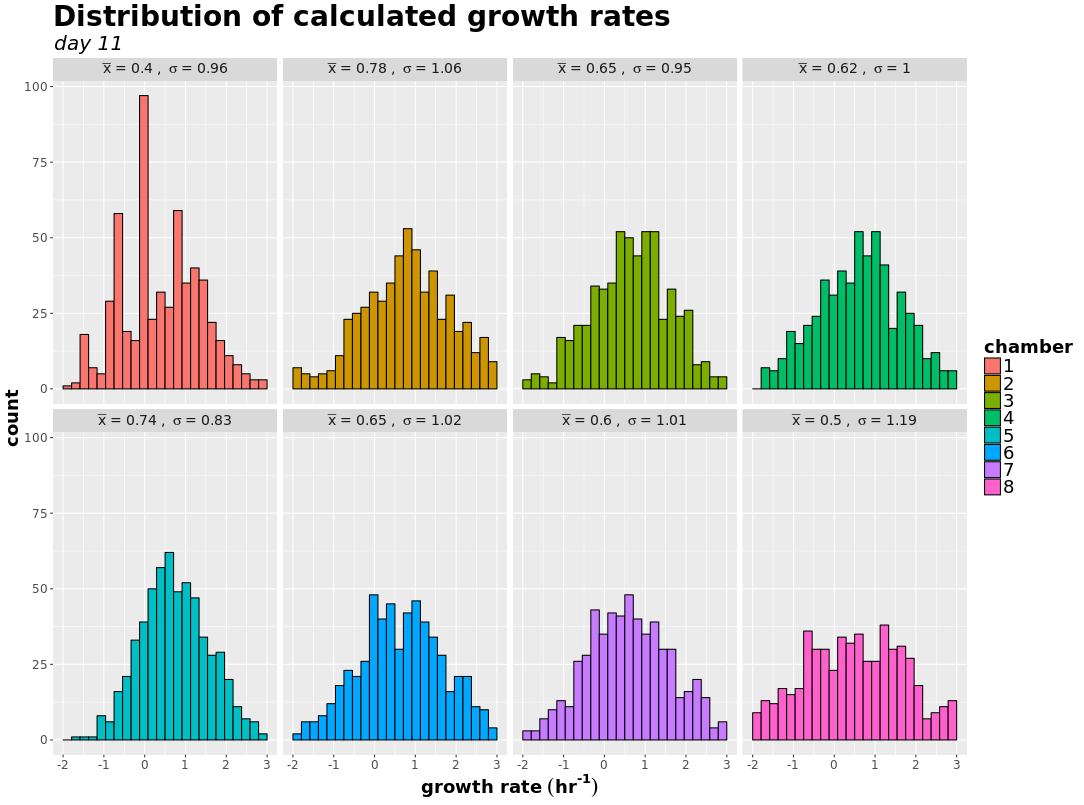 Distribution of calculated growth rates
day 11
x̅ = 0.4 ,  σ = 0.96
x̅ = 0.78 ,  σ = 1.06
x̅ = 0.65 ,  σ = 0.95
x̅ = 0.62 ,  σ = 1
100
75
50
25
0
x̅ = 0.74 ,  σ = 0.83
x̅ = 0.65 ,  σ = 1.02
x̅ = 0.6 ,  σ = 1.01
x̅ = 0.5 ,  σ = 1.19
100
75
50
25
0
-2 -1 0 1 2 3
-2 -1 0 1 2 3
-2 -1 0 1 2 3
-2 -1 0 1 2 3
count
growth rate (hr⁻¹)
chamber
1
2
3
4
5
6
7
8